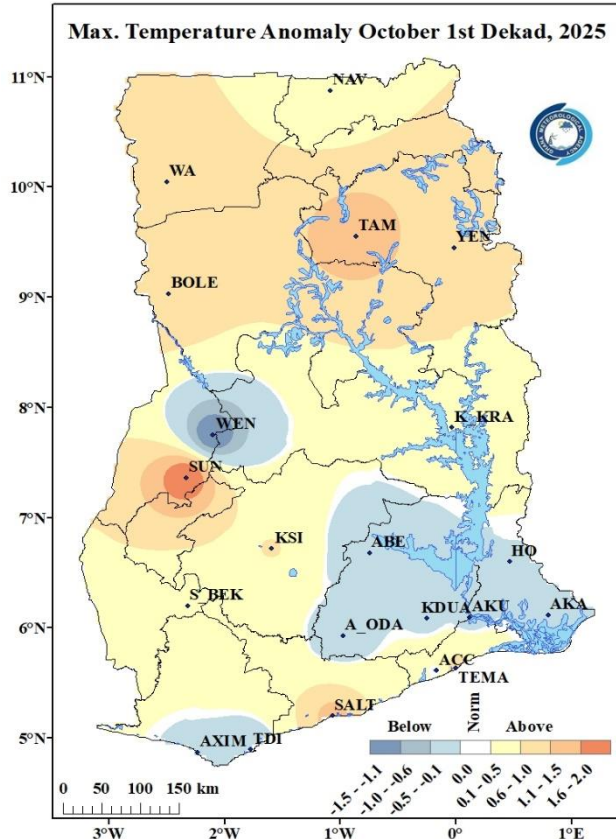 Max. Temperature Anomaly October 1st Dekad, 2025
11°N
NAV
GHANA METEOROLOGICAL AGENCY
WA
10°N
TAM
YEN
BOLE
9°N
8°N
WEN
K_KRA
SUN
7°N
KSI
ABE
HO
S_BEK
KDUA
AKU
AKA
6°N
A_ODA
ACC
TEMA
SALT
Below
Norm
Above
5°N
AXIM
TDI
-1.5 - -1.1
-1.0 - -0.6
-0.5 - -0.1
0.0
0.1 - 0.5
0.6 - 1.0
1.1 - 1.5
1.6 - 2.0
0 50 100 150 km
3°W 2°W 1°W 0° 1°E